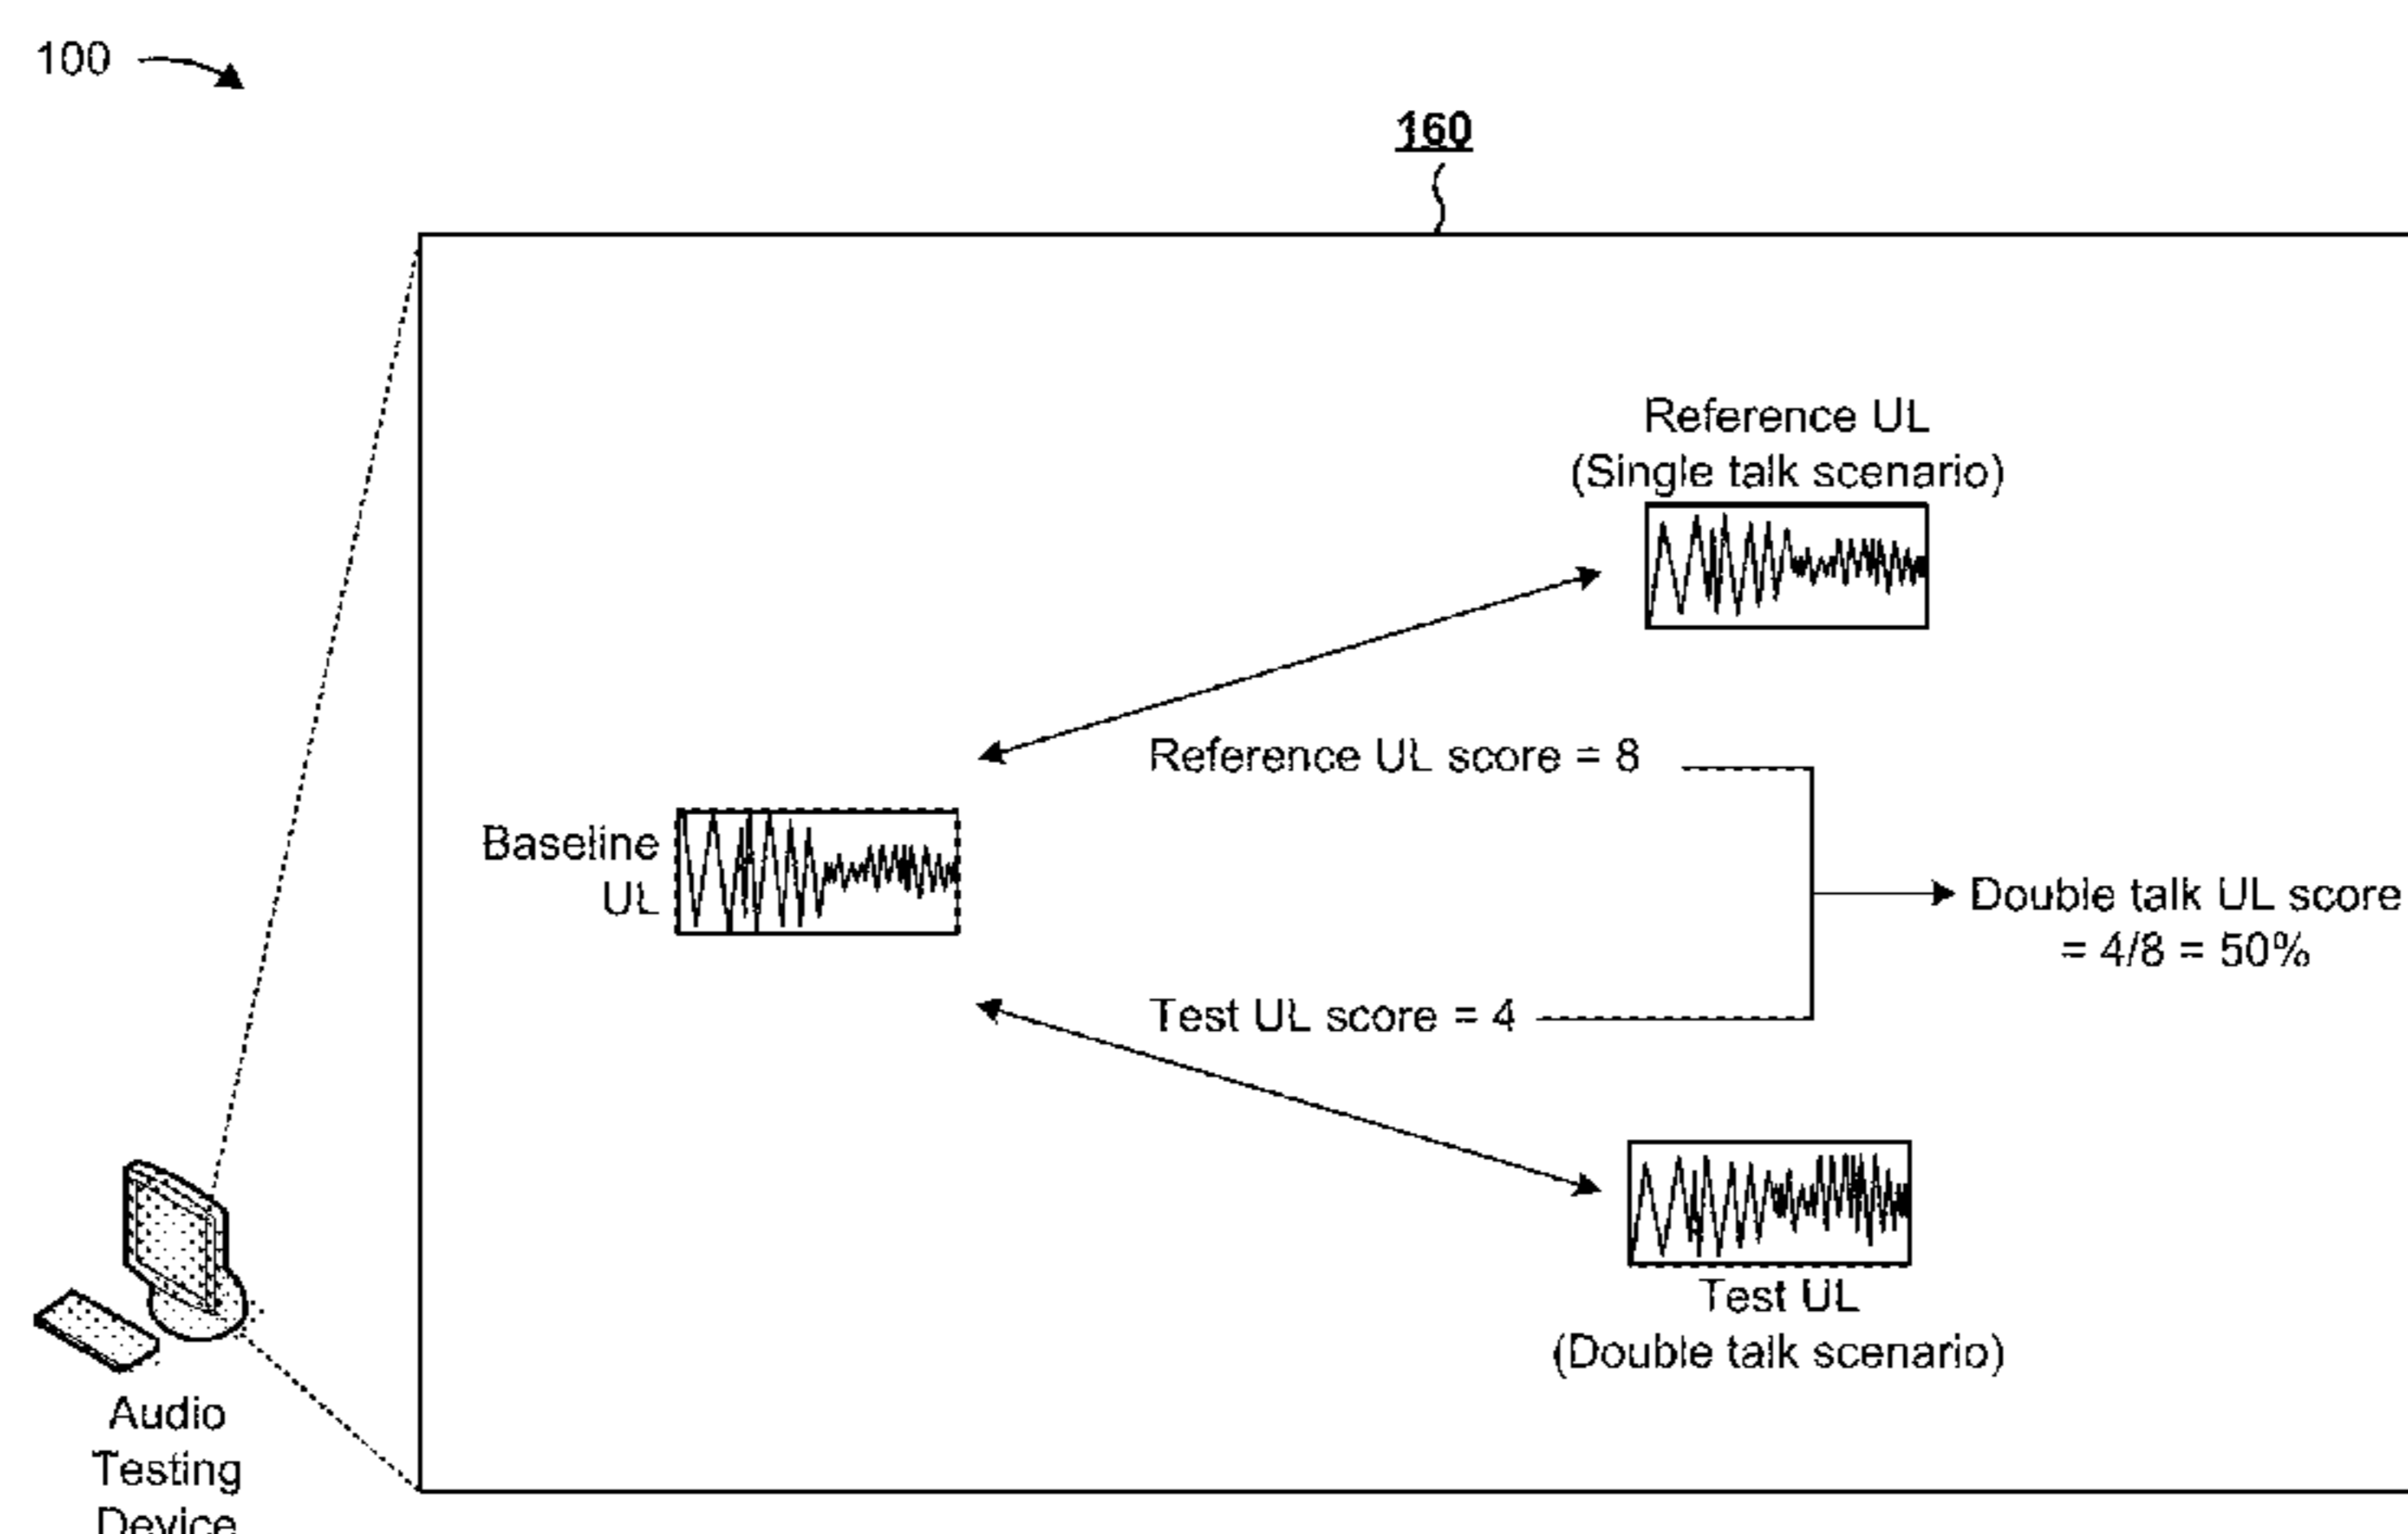 100
160
Reference UL
(Single talk scenario)
Reference UL score = 8
Baseline
UL
Double talk UL score
= 4/8 = 50%
Test UL score = 4
Test UL
(Double talk scenario)
Audio
Testing
Device